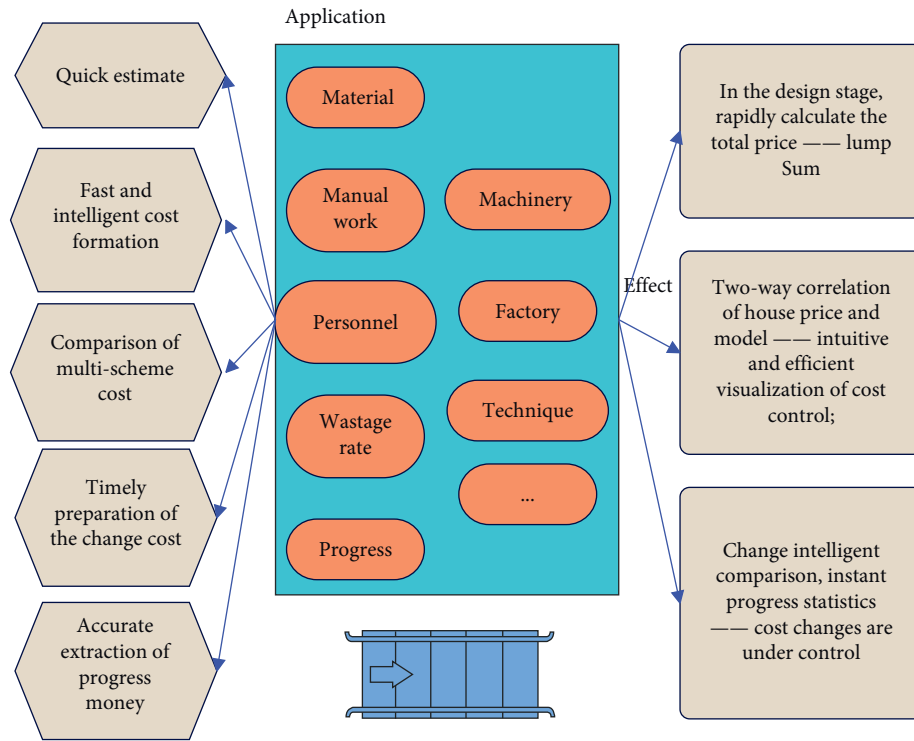 Application
Quick estimate
Fast and
intelligent cost
formation
Comparison of
multi-scheme
cost
Timely
preparation of
the change cost
Accurate
extraction of
progress
money
Material
Manual
work
Personnel
Wastage
rate
Progress
Machinery
Factory
Technique
...
Effect
In the design stage,
rapidly calculate the
total price —— lump
Sum
Two-way correlation
of house price and
model —— intuitive
and efficient
visualization of cost
control;
Change intelligent
comparison, instant
progress statistics
—— cost changes are
under control